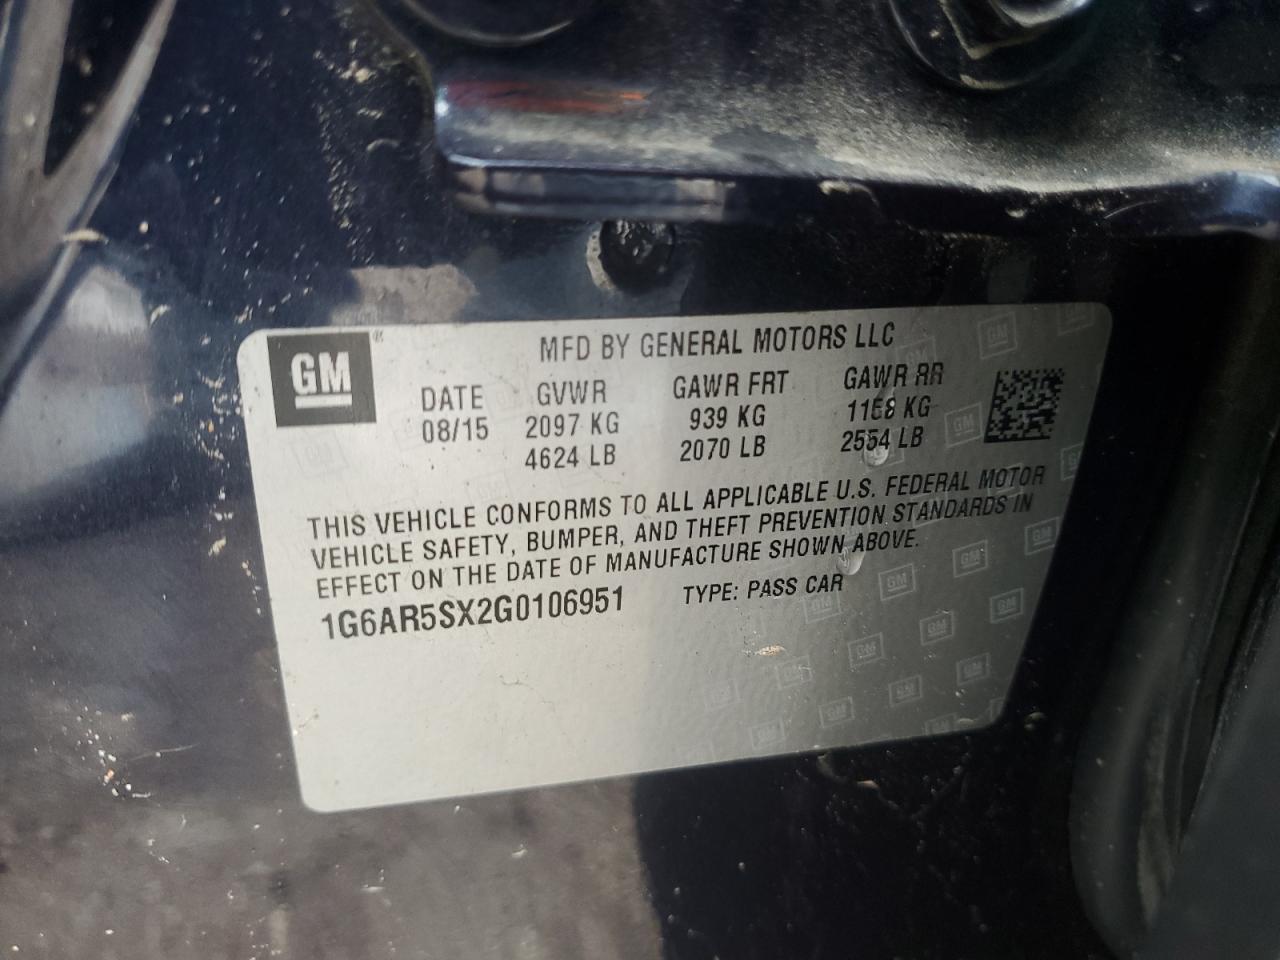 GM
MFD BY GENERAL MOTORS LLC
DATE GVWR GAWR FRT GAWR RR
08/15 2097 KG 939 KG 1158 KG
4624 LB 2070 LB 2554 LB
THIS VEHICLE CONFORMS TO ALL APPLICABLE U.S. FEDERAL MOTOR
VEHICLE SAFETY, BUMPER, AND THEFT PREVENTION STANDARDS IN
EFFECT ON THE DATE OF MANUFACTURE SHOWN ABOVE.
1G6AR5SX2G0106951 TYPE: PASS CAR